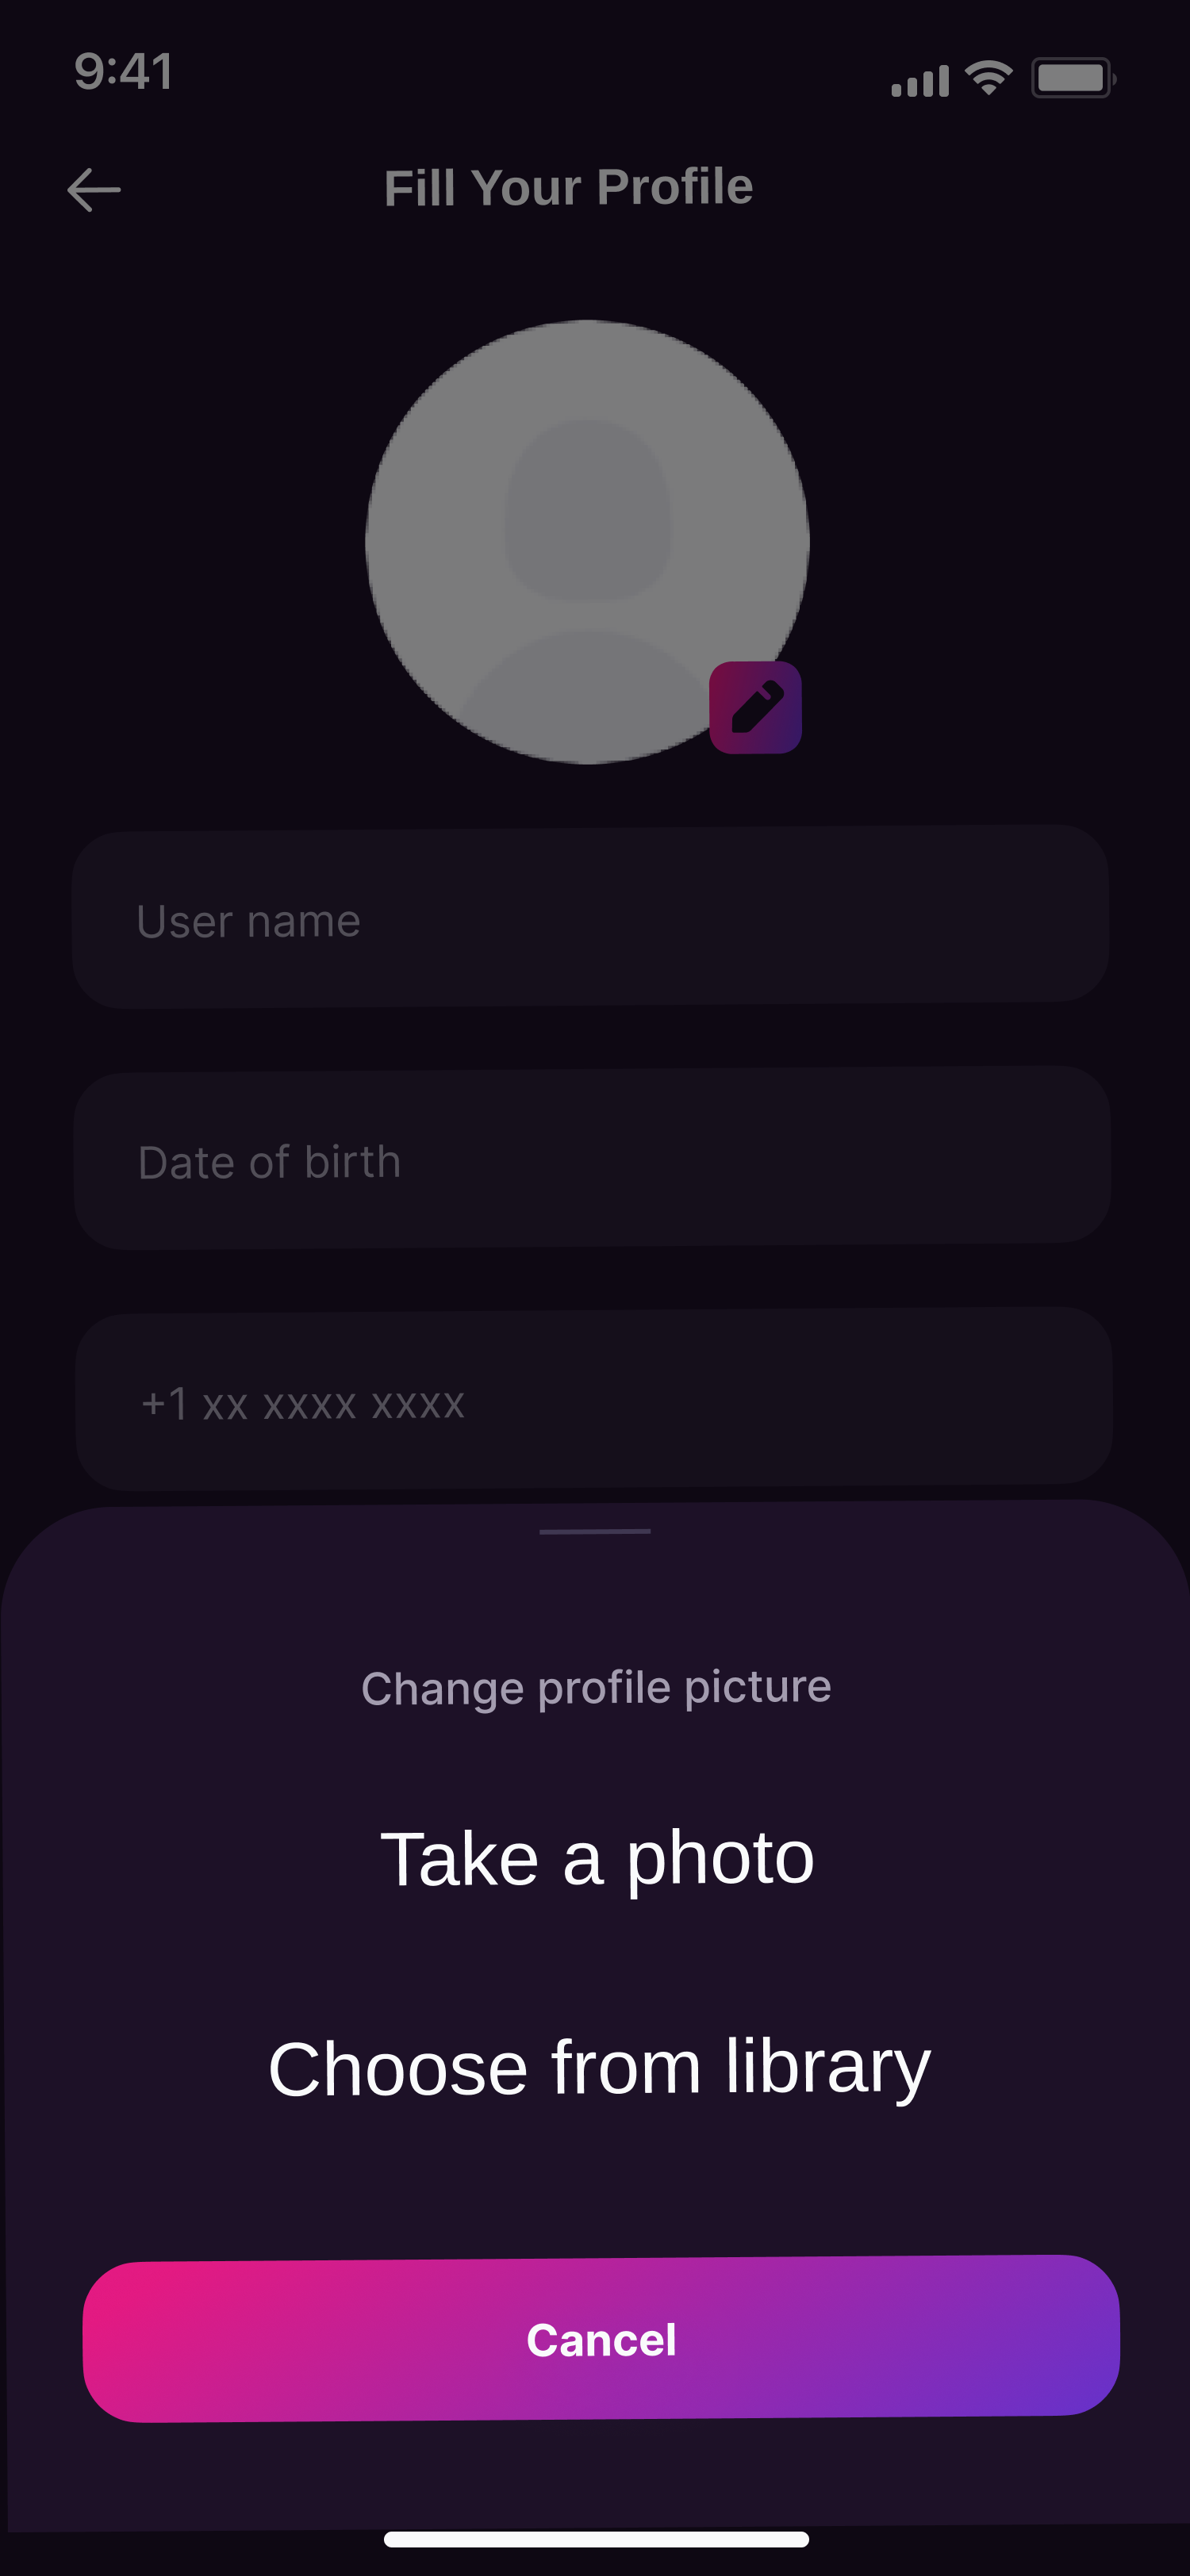 9:41
Fill Your Profile
User name
Date of birth
+1 xx xxxx xxxx
Change profile picture
Take a photo
Choose from library
Cancel